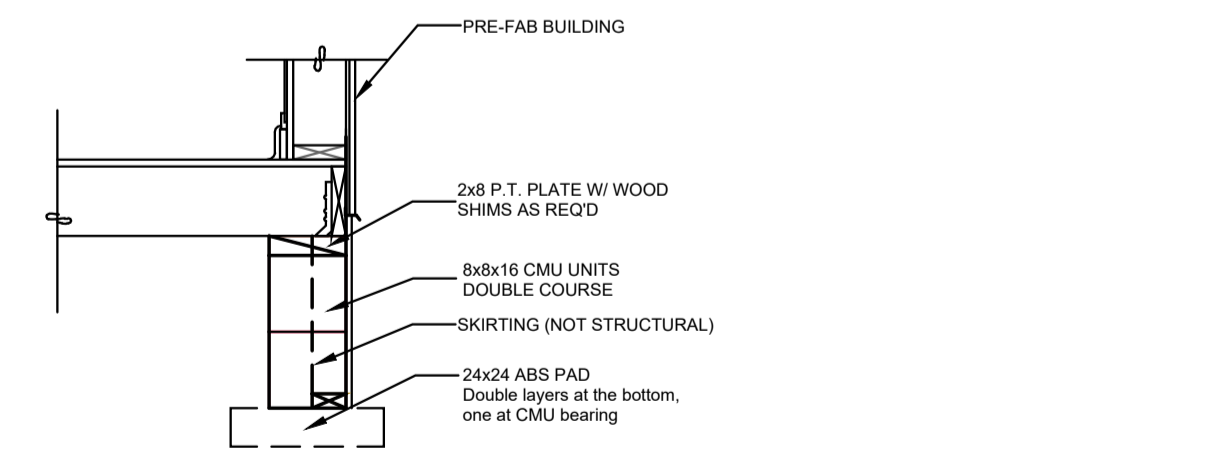 PRE-FAB BUILDING
2x8 P.T. PLATE W/ WOOD
SHIMS AS REQ'D
8x8x16 CMU UNITS
DOUBLE COURSE
SKIRTING (NOT STRUCTURAL)
24x24 ABS PAD
Double layers at the bottom,
one at CMU bearing